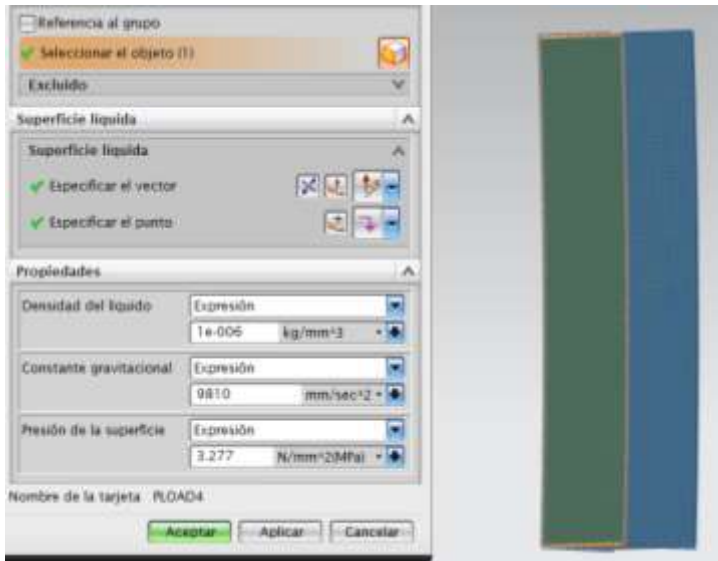 Referencia al grupo
Seleccionar el objeto (1)
Excluido
Superficie líquida
Superficie líquida
Especificar el vector
Especificar el punto
Propiedades
Densidad del líquido Expresión
1e-006 kg/mm^3
Constante gravitacional Expresión
9810 mm/sec^2
Presión de la superficie Expresión
3.277 N/mm^2(MPa)
Nombre de la tarjeta PLOAD4
Aceptar Aplicar Cancelar